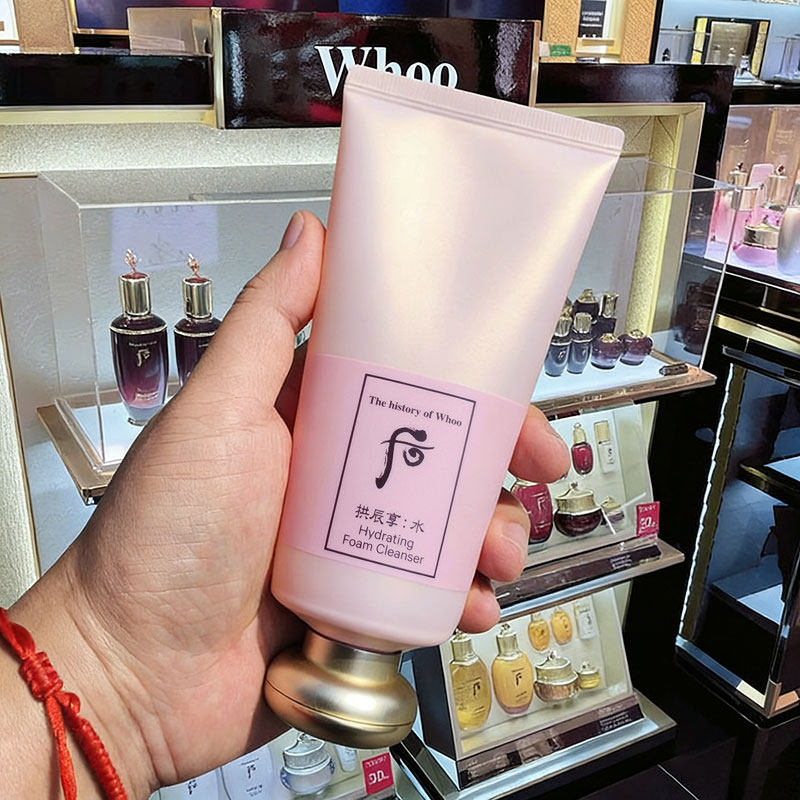 Whoo
The history of Whoo
拱辰享:水
Hydrating
Foam Cleanser